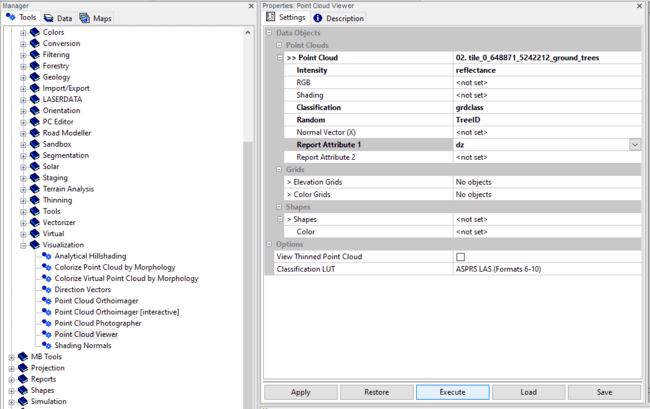 Manager
Tools
Data
Maps
Colors
Conversion
Filtering
Forestry
Geology
Import/Export
LASERDATA
Orientation
PC Editor
Road Modeller
Sandbox
Segmentation
Solar
Staging
Terrain Analysis
Thinning
Tools
Vectorizer
Virtual
Visualization
Analytical Hillshading
Colorize Point Cloud by Morphology
Colorize Virtual Point Cloud by Morphology
Direction Vectors
Point Cloud Orthoimager
Point Cloud Orthoimager [interactive]
Point Cloud Photographer
Point Cloud Viewer
Shading Normals
MB Tools
Projection
Reports
Shapes
Simulation
Properties: Point Cloud Viewer
Settings
Description
Data Objects
Point Clouds
>> Point Cloud 02. tile_0_648871_5242212_ground_trees
Intensity reflectance
RGB <not set>
Shading <not set>
Classification grdclass
Random TreeID
Normal Vector (X) <not set>
Report Attribute 1 dz
Report Attribute 2 <not set>
Grids
> Elevation Grids No objects
> Color Grids No objects
Shapes
> Shapes <not set>
Color <not set>
Options
View Thinned Point Cloud
Classification LUT ASPRS LAS (Formats 6-10)
Apply Restore Execute Load Save